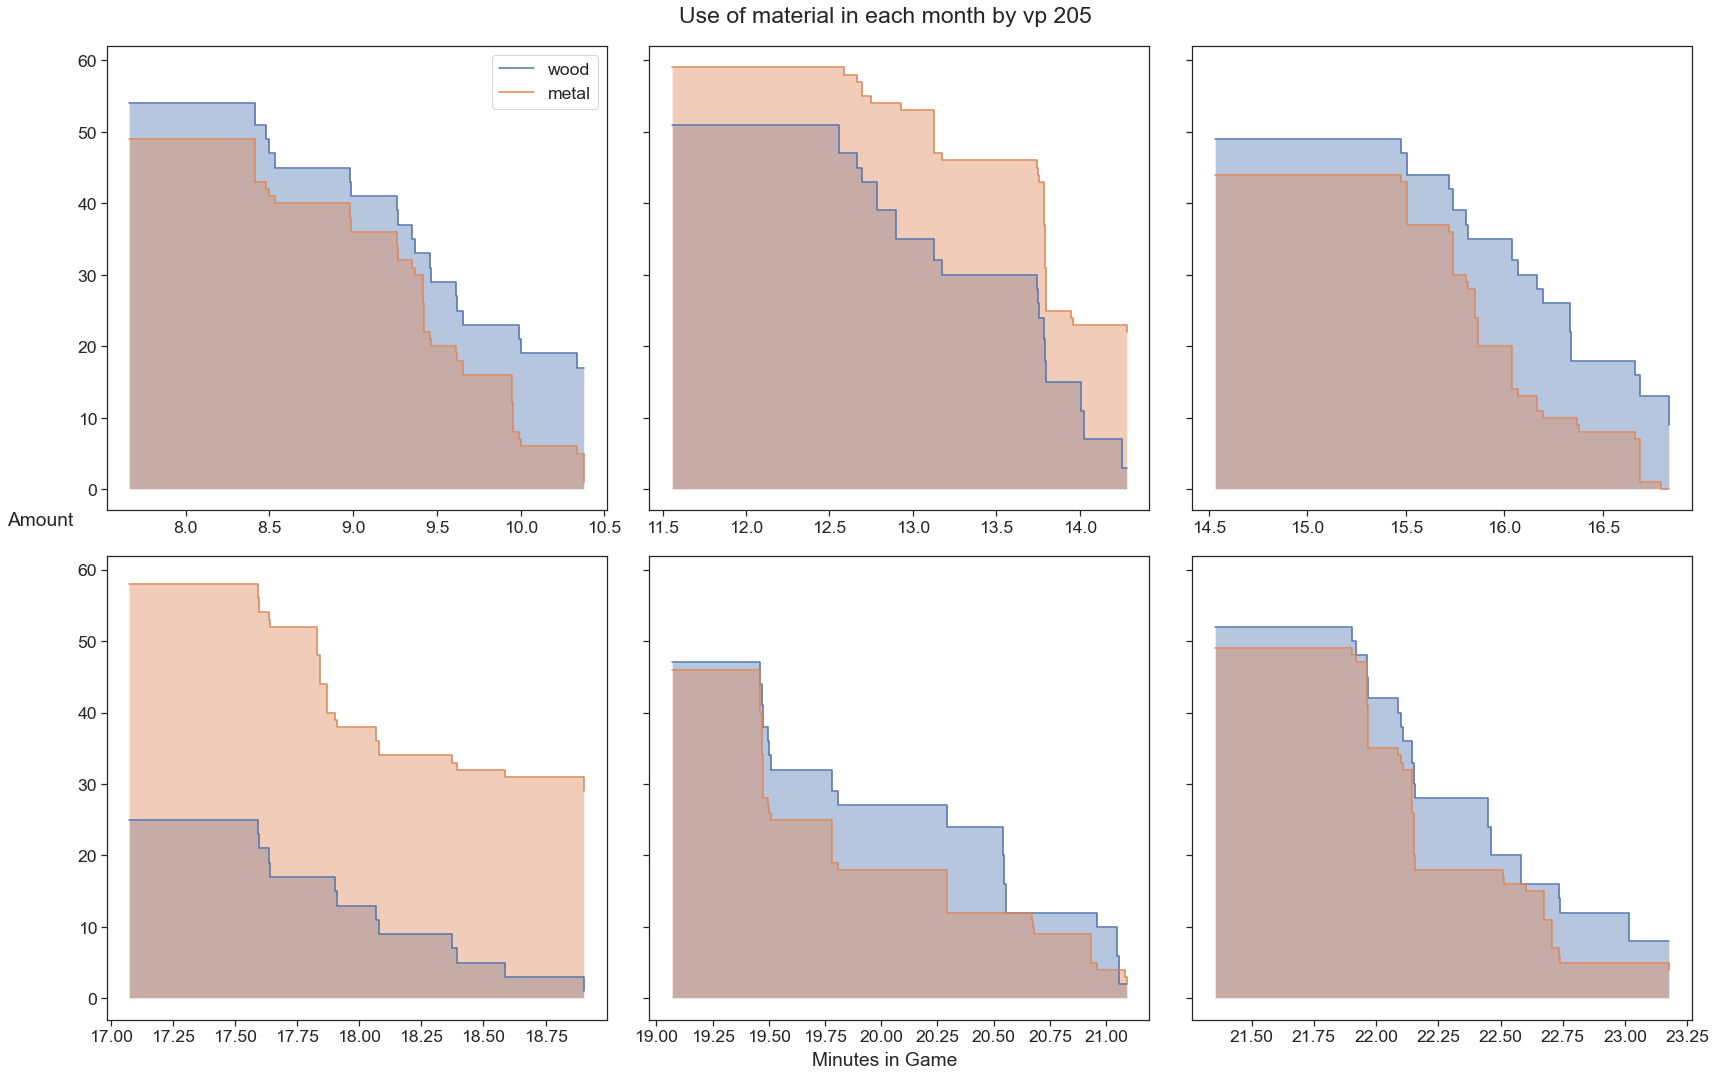 Use of material in each month by vp 205
wood
metal
60
50
40
30
20
10
0
8.0 8.5 9.0 9.5 10.0 10.5
11.5 12.0 12.5 13.0 13.5 14.0
14.5 15.0 15.5 16.0 16.5
Amount
60
50
40
30
20
10
0
17.00 17.25 17.50 17.75 18.00 18.25 18.50 18.75
19.00 19.25 19.50 19.75 20.00 20.25 20.50 20.75 21.00
21.50 21.75 22.00 22.25 22.50 22.75 23.00 23.25
Minutes in Game